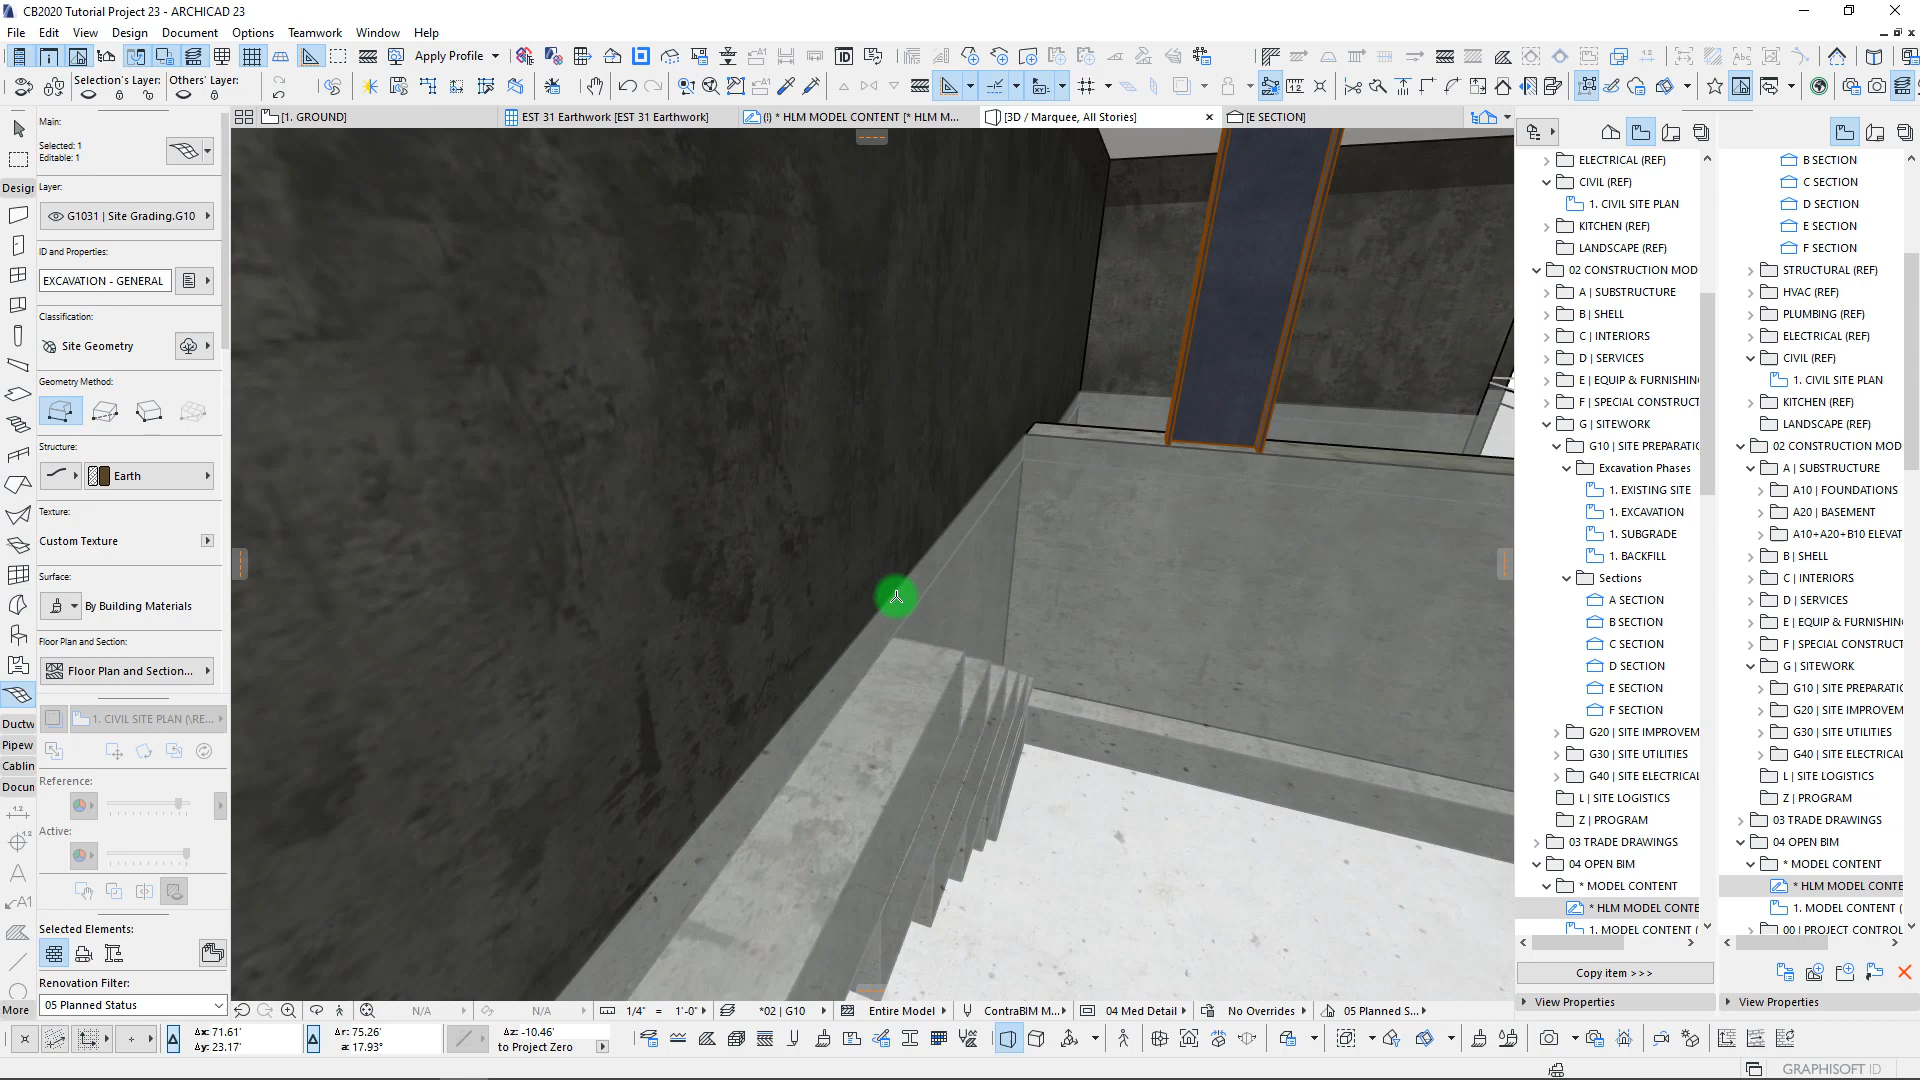 CB2020 Tutorial Project 23 - ARCHICAD 23
File Edit View Design Document Options Teamwork Window Help
Apply Profile
Selection's Layer:
Others' Layer:
[1. GROUND]
EST 31 Earthwork [EST 31 Earthwork]
(!) * HLM MODEL CONTENT [* HLM M...
[3D / Marquee, All Stories]
[E SECTION]
Main:
Selected: 1
Editable: 1
Layer:
G1031 | Site Grading.G10
ID and Properties:
EXCAVATION - GENERAL
Classification:
Site Geometry
Geometry Method:
Structure:
Earth
Texture:
Custom Texture
Surface:
By Building Materials
Floor Plan and Section:
Floor Plan and Section...
1. CIVIL SITE PLAN (\RE...
Reference:
Active:
Selected Elements:
Renovation Filter:
05 Planned Status
Design
Ductw
Pipew
Cablin
Docum
More
ELECTRICAL (REF)
CIVIL (REF)
1. CIVIL SITE PLAN
KITCHEN (REF)
LANDSCAPE (REF)
02 CONSTRUCTION MOD
A | SUBSTRUCTURE
B | SHELL
C | INTERIORS
D | SERVICES
E | EQUIP & FURNISHIN
F | SPECIAL CONSTRUCT
G | SITEWORK
G10 | SITE PREPARATIC
Excavation Phases
1. EXISTING SITE
1. EXCAVATION
1. SUBGRADE
1. BACKFILL
Sections
A SECTION
B SECTION
C SECTION
D SECTION
E SECTION
F SECTION
G20 | SITE IMPROVEM
G30 | SITE UTILITIES
G40 | SITE ELECTRICAL
L | SITE LOGISTICS
Z | PROGRAM
03 TRADE DRAWINGS
04 OPEN BIM
* MODEL CONTENT
* HLM MODEL CONTE
1. MODEL CONTENT (
Copy item >>>
View Properties
B SECTION
C SECTION
D SECTION
E SECTION
F SECTION
STRUCTURAL (REF)
HVAC (REF)
PLUMBING (REF)
ELECTRICAL (REF)
CIVIL (REF)
1. CIVIL SITE PLAN
KITCHEN (REF)
LANDSCAPE (REF)
02 CONSTRUCTION MOD
A | SUBSTRUCTURE
A10 | FOUNDATIONS
A20 | BASEMENT
A10+A20+B10 ELEVAT
B | SHELL
C | INTERIORS
D | SERVICES
E | EQUIP & FURNISHIN
F | SPECIAL CONSTRUCT
G | SITEWORK
G10 | SITE PREPARATIC
G20 | SITE IMPROVEM
G30 | SITE UTILITIES
G40 | SITE ELECTRICAL
L | SITE LOGISTICS
Z | PROGRAM
03 TRADE DRAWINGS
04 OPEN BIM
* MODEL CONTENT
* HLM MODEL CONTE
1. MODEL CONTENT (
00 | PROJECT CONTROL
View Properties
N/A
N/A
1/4" = 1'-0"
*02 | G10
Entire Model
ContraBIM M...
04 Med Detail
No Overrides
05 Planned S...
Δx: 71.61'
Δy: 23.17'
Δr: 75.26'
a: 17.93°
Δz: -10.46'
to Project Zero
GRAPHISOFT ID